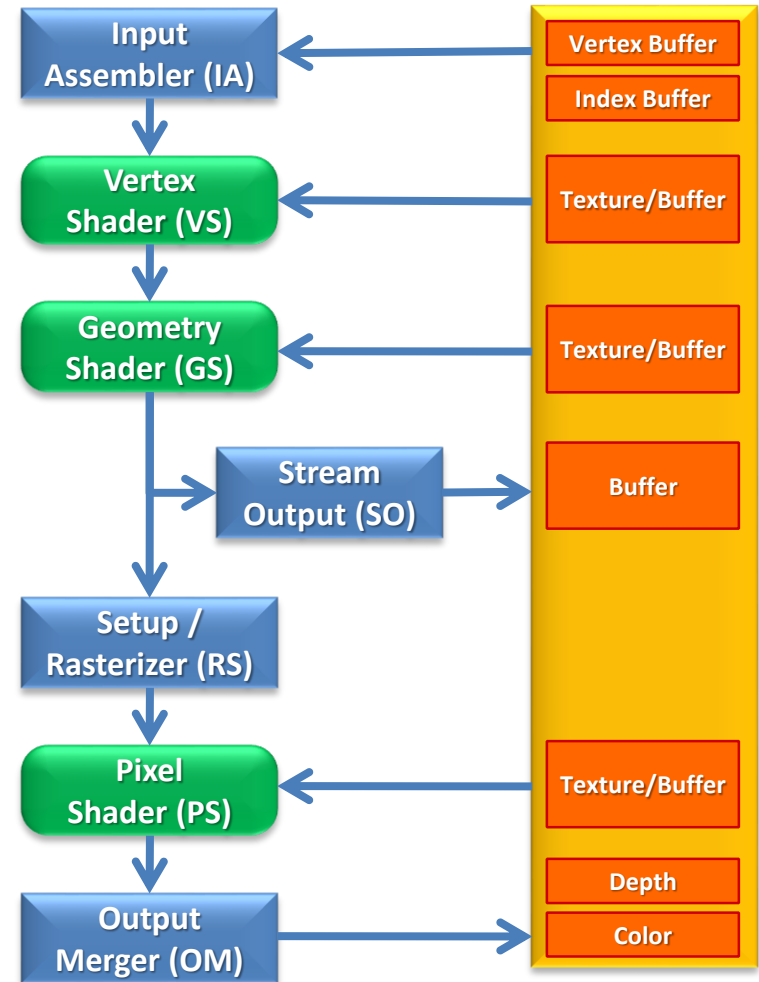 Input
Assembler (IA)
Vertex Buffer
Index Buffer
Vertex
Shader (VS)
Texture/Buffer
Geometry
Shader (GS)
Texture/Buffer
Stream
Output (SO)
Buffer
Setup /
Rasterizer (RS)
Pixel
Shader (PS)
Texture/Buffer
Output
Merger (OM)
Depth
Color